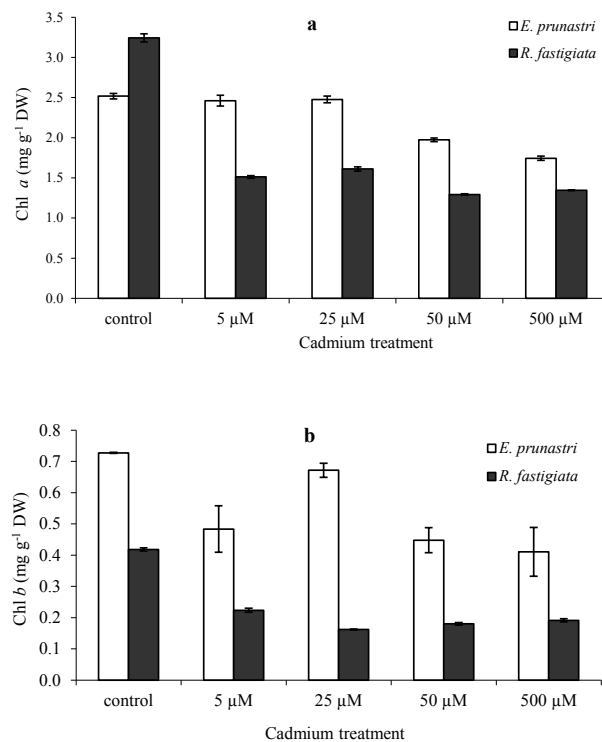 a
E. prunastri
R. fastigiata
Chl a (mg g-1 DW)
3.5
3.0
2.5
2.0
1.5
1.0
0.5
0.0
control 5 µM 25 µM 50 µM 500 µM
Cadmium treatment
b
E. prunastri
R. fastigiata
Chl b (mg g-1 DW)
0.8
0.7
0.6
0.5
0.4
0.3
0.2
0.1
0.0
control 5 µM 25 µM 50 µM 500 µM
Cadmium treatment